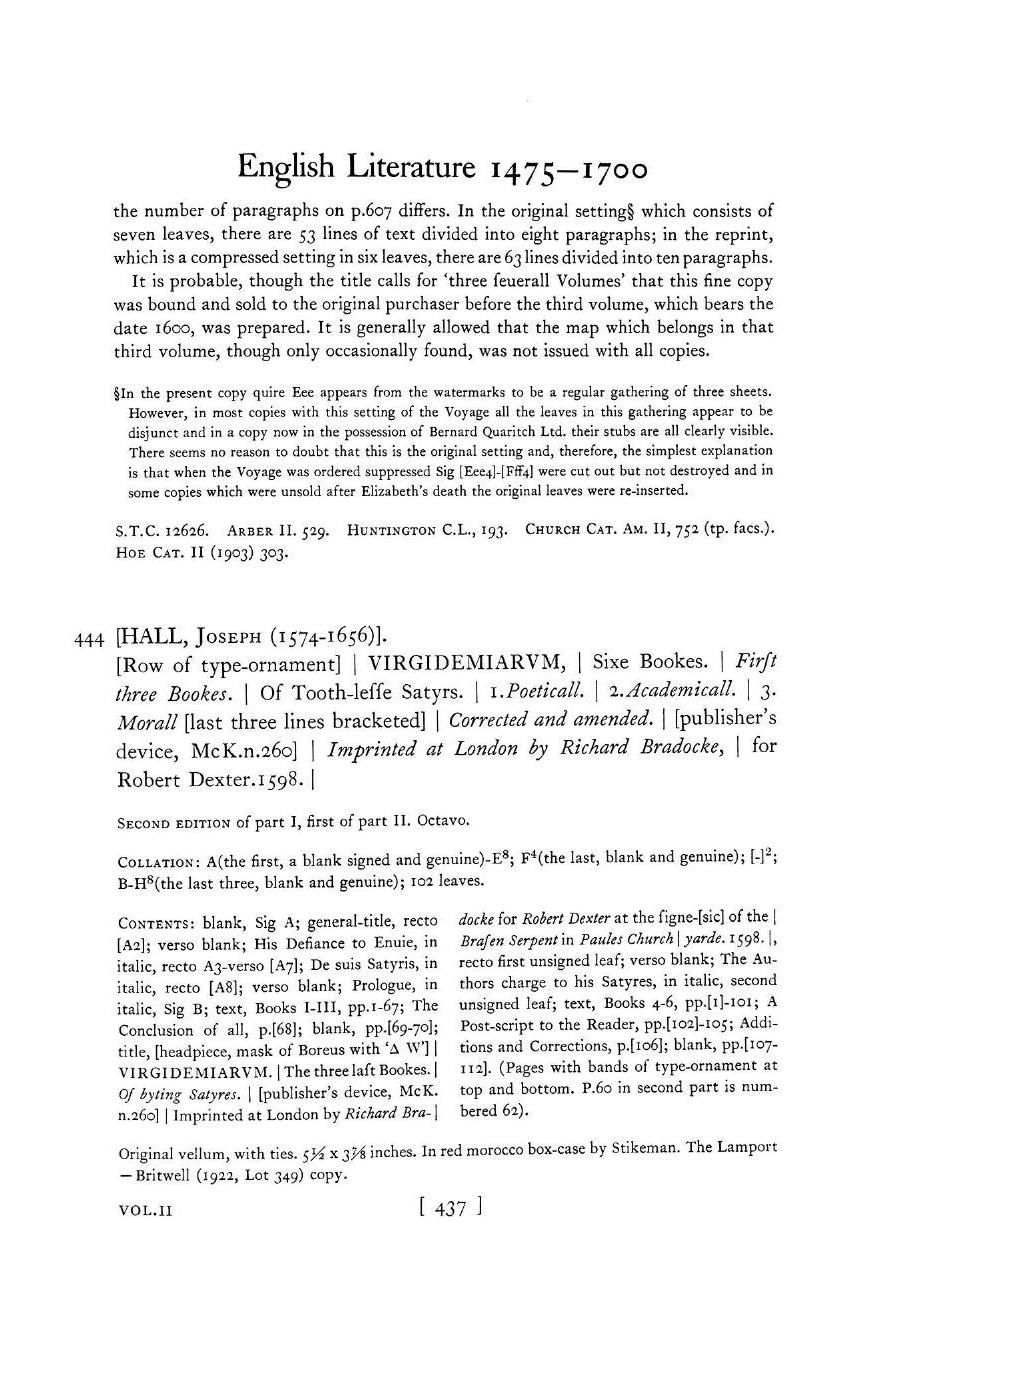 English Literature 1475—1700
the number of paragraphs on p.607 differs. In the original setting§ which consists of
seven leaves, there are 53 lines of text divided into eight paragraphs; in the reprint,
which is a compressed setting in six leaves, there are 63 lines divided into ten paragraphs.
It is probable, though the title calls for ‘three feuerall Volumes’ that this fine copy
was bound and sold to the original purchaser before the third volume, which bears the
date 1600, was prepared. It is generally allowed that the map which belongs in that
third volume, though only occasionally found, was not issued with all copies.
§In the present copy quire Eee appears from the watermarks to be a regular gathering of three sheets.
However, in most copies with this setting of the Voyage all the leaves in this gathering appear to be
disjunct and in a copy now in the possession of Bernard Quaritch Ltd. their stubs are all clearly visible.
There seems no reason to doubt that this is the original setting and, therefore, the simplest explanation
is that when the Voyage was ordered suppressed Sig [Eee4]-[Fff4] were cut out but not destroyed and in
some copies which were unsold after Elizabeth’s death the original leaves were re-inserted.
S.T.C. 12626. Arber II. 529. Huntington C.L., 193. Church Cat. Am. II, 752 (tp. facs.).
Hoe Cat. II (1903) 303.
444 [HALL, Joseph (1574-1656)].
[Row of type-ornament] | VIRGIDEMIARVM, | Sixe Bookes. | Firſt
three Bookes. | Of Tooth-leſſe Satyrs. | 1.Poeticall. | 2.Academicall. | 3.
Morall [last three lines bracketed] | Corrected and amended. | [publisher’s
device, McK.n.260] | Imprinted at London by Richard Bradocke, | for
Robert Dexter.1598. |
Second edition of part I, first of part II. Octavo.
Collation: A(the first, a blank signed and genuine)-E⁸; F⁴(the last, blank and genuine); [-]²;
B-H⁸(the last three, blank and genuine); 102 leaves.
Contents: blank, Sig A; general-title, recto
[A2]; verso blank; His Defiance to Enuie, in
italic, recto A3-verso [A7]; De suis Satyris, in
italic, recto [A8]; verso blank; Prologue, in
italic, Sig B; text, Books I-III, pp.1-67; The
Conclusion of all, p.[68]; blank, pp.[69-70];
title, [headpiece, mask of Boreus with ‘Δ W’] |
VIRGIDEMIARVM. | The three laſt Bookes. |
Of byting Satyres. | [publisher’s device, McK.
n.260] | Imprinted at London by Richard Bra- |
docke for Robert Dexter at the ſigne-[sic] of the |
Braſen Serpent in Paules Church | yarde. 1598. |,
recto first unsigned leaf; verso blank; The Au-
thors charge to his Satyres, in italic, second
unsigned leaf; text, Books 4-6, pp.[1]-101; A
Post-script to the Reader, pp.[102]-105; Addi-
tions and Corrections, p.[106]; blank, pp.[107-
112]. (Pages with bands of type-ornament at
top and bottom. P.60 in second part is num-
bered 62).
Original vellum, with ties. 5½ x 3⅞ inches. In red morocco box-case by Stikeman. The Lamport
— Britwell (1922, Lot 349) copy.
VOL.II [ 437 ]